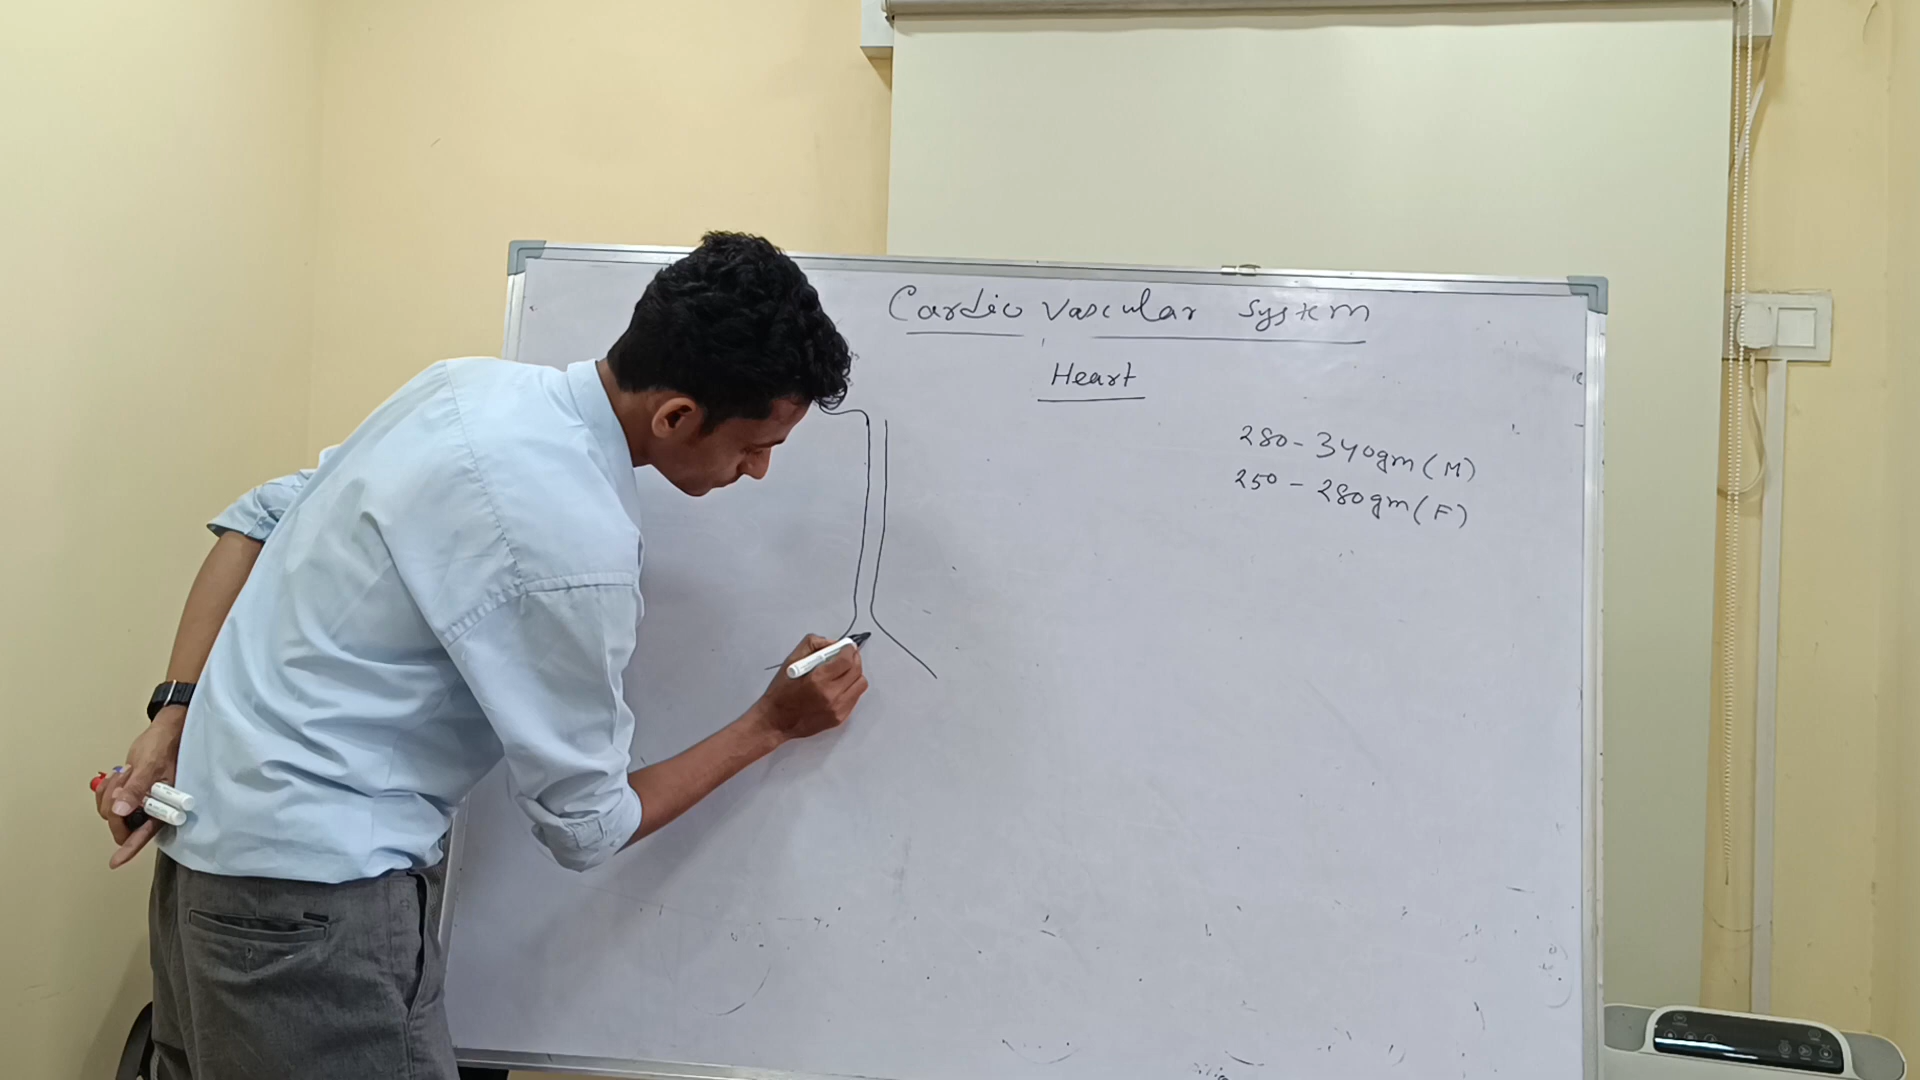 Cardio Vascular System
Heart
280 - 340gm (M)
250 - 280gm (F)